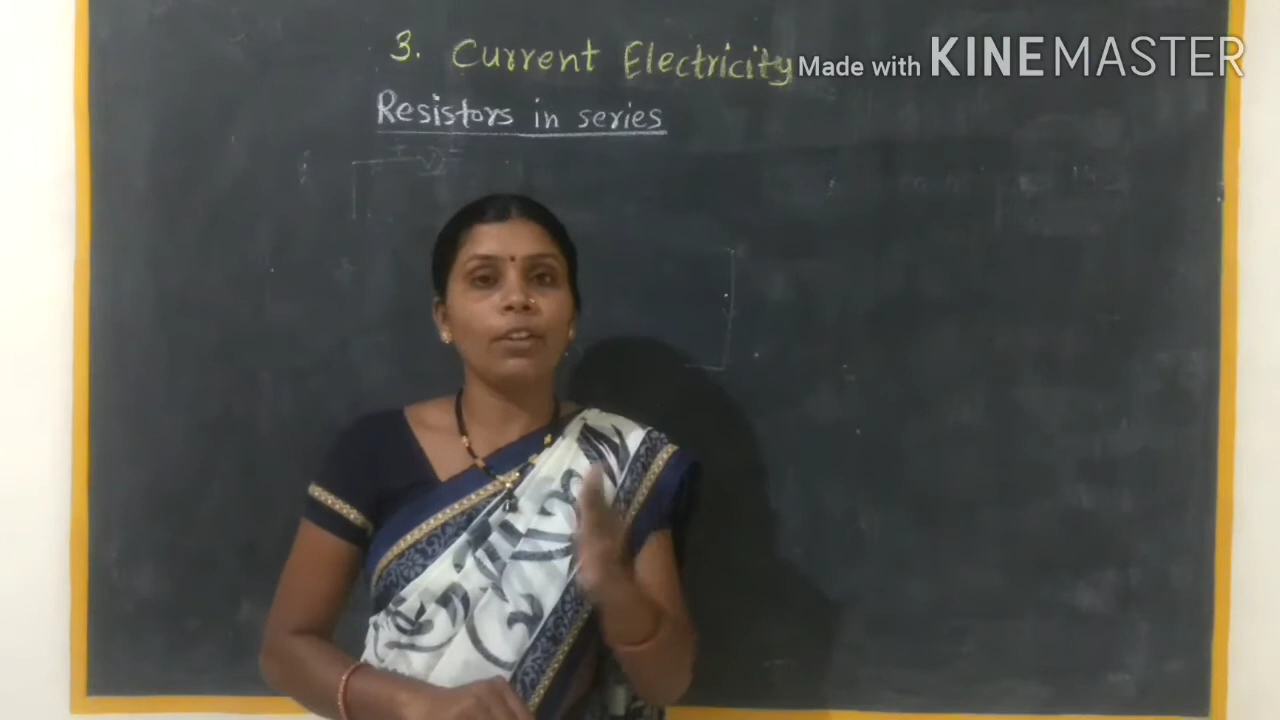 3. Current Electricity
Made with KINEMASTER
Resistors in series